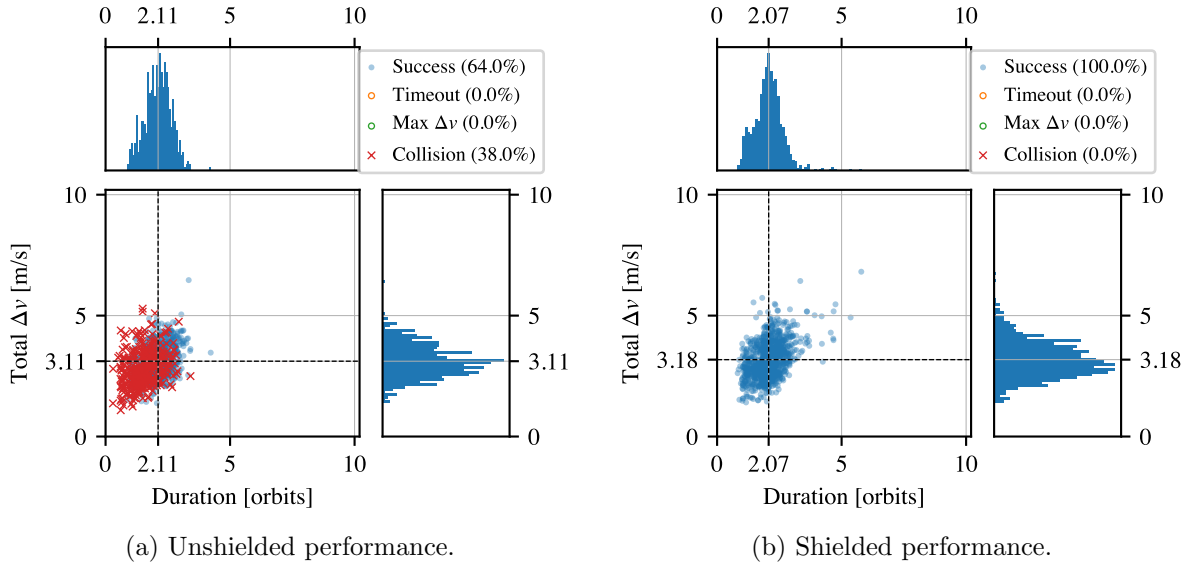 0 2.11 5 10
Success (64.0%)
Timeout (0.0%)
Max Δv (0.0%)
Collision (38.0%)
10
5
3.11
0
Total Δv [m/s]
10
5
3.11
0
0 2.11 5 10
Duration [orbits]
(a) Unshielded performance.
0 2.07 5 10
Success (100.0%)
Timeout (0.0%)
Max Δv (0.0%)
Collision (0.0%)
10
5
3.18
0
Total Δv [m/s]
10
5
3.18
0
0 2.07 5 10
Duration [orbits]
(b) Shielded performance.